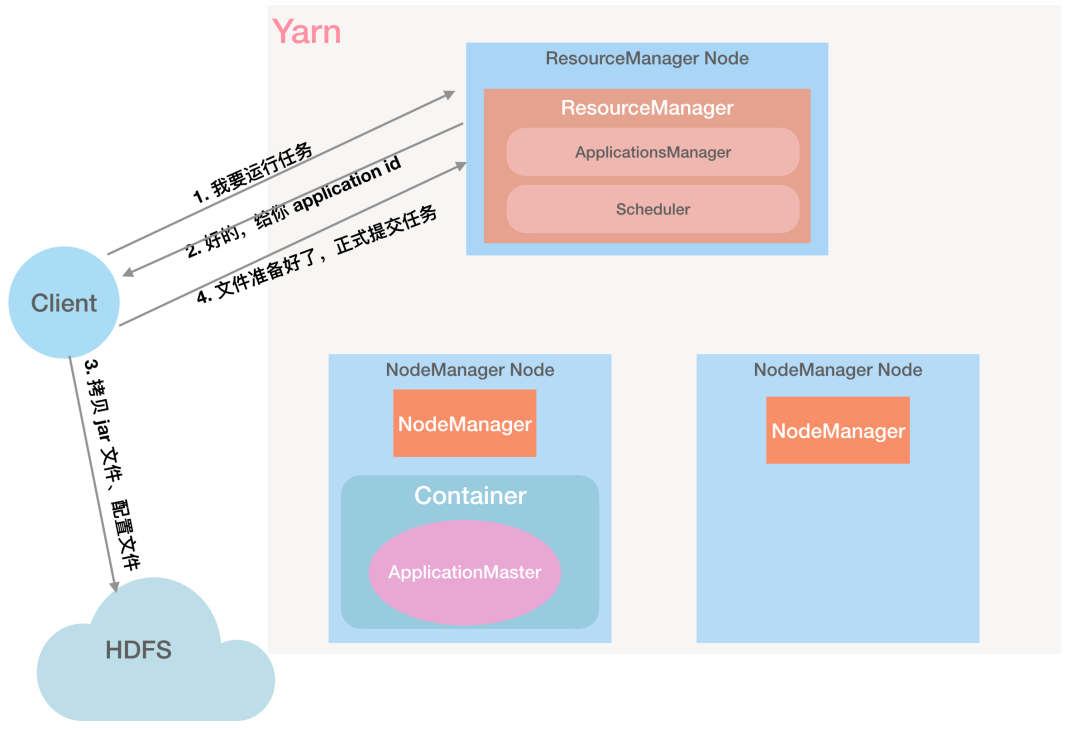 Yarn
ResourceManager Node
ResourceManager
ApplicationsManager
Scheduler
1. 我要运行任务
2. 好的，给你 application id
4. 文件准备好了，正式提交任务
Client
3. 拷贝 jar 文件、配置文件
HDFS
NodeManager Node
NodeManager
Container
ApplicationMaster
NodeManager Node
NodeManager